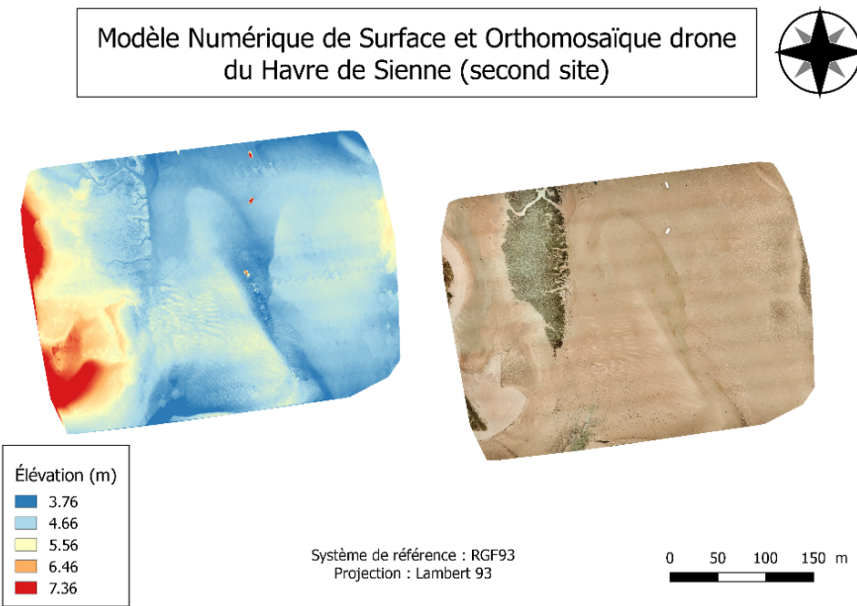 Modèle Numérique de Surface et Orthomosaïque drone
du Havre de Sienne (second site)
Élévation (m)
3.76
4.66
5.56
6.46
7.36
Système de référence : RGF93
Projection : Lambert 93
0 50 100 150 m